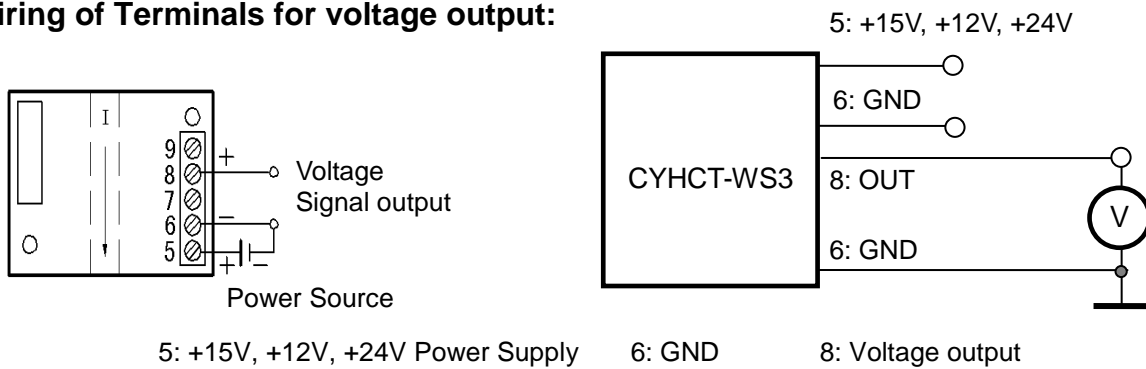 iring of Terminals for voltage output:
I
9
8
7
6
5
+
−
+
−
Voltage
Signal output
Power Source
5: +15V, +12V, +24V
6: GND
CYHCT-WS3
8: OUT
V
6: GND
5: +15V, +12V, +24V Power Supply 6: GND 8: Voltage output